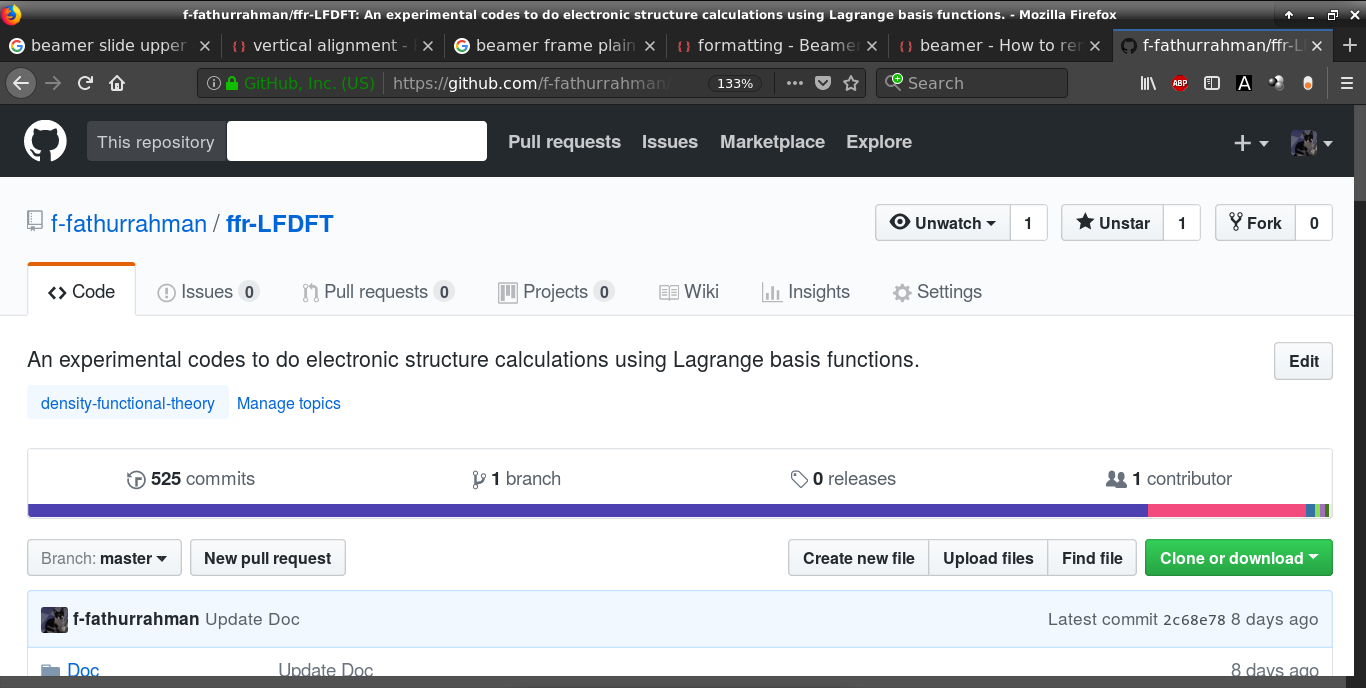 f-fathurrahman/ffr-LFDFT: An experimental codes to do electronic structure calculations using Lagrange basis functions. - Mozilla Firefox
beamer slide upper vertical alignment - beamer frame plain formatting - Beamer beamer - How to rem f-fathurrahman/ffr-LF
GitHub, Inc. (US) https://github.com/f-fathurrahman/ 133% Search ABP A
This repository Pull requests Issues Marketplace Explore
f-fathurrahman / ffr-LFDFT Unwatch 1 Unstar 1 Fork 0
Code Issues 0 Pull requests 0 Projects 0 Wiki Insights Settings
An experimental codes to do electronic structure calculations using Lagrange basis functions. Edit
density-functional-theory Manage topics
525 commits 1 branch 0 releases 1 contributor
Branch: master New pull request Create new file Upload files Find file Clone or download
f-fathurrahman Update Doc Latest commit 2c68e78 8 days ago
Doc Update Doc 8 days ago